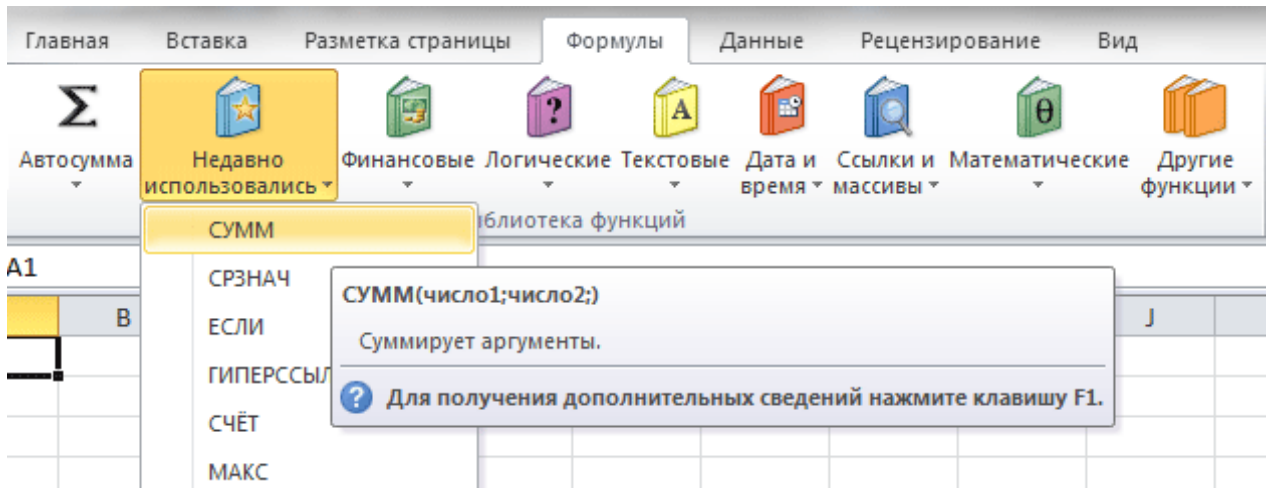 Главная Вставка Разметка страницы Формулы Данные Рецензирование Вид
Σ ? A θ
Автосумма Недавно использовались Финансовые Логические Текстовые Дата и время Ссылки и массивы Математические Другие функции
блиотека функций
СУММ
A1
СРЗНАЧ
СУММ(число1;число2;)
B
J
ЕСЛИ
Суммирует аргументы.
ГИПЕРССЫЛ
? Для получения дополнительных сведений нажмите клавишу F1.
СЧЁТ
МАКС